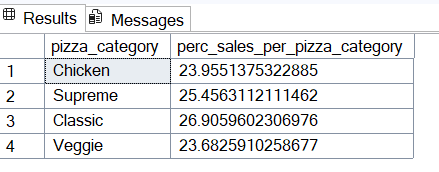 Results Messages
pizza_category perc_sales_per_pizza_category
1 Chicken 23.9551375322885
2 Supreme 25.4563112111462
3 Classic 26.9059602306976
4 Veggie 23.6825910258677